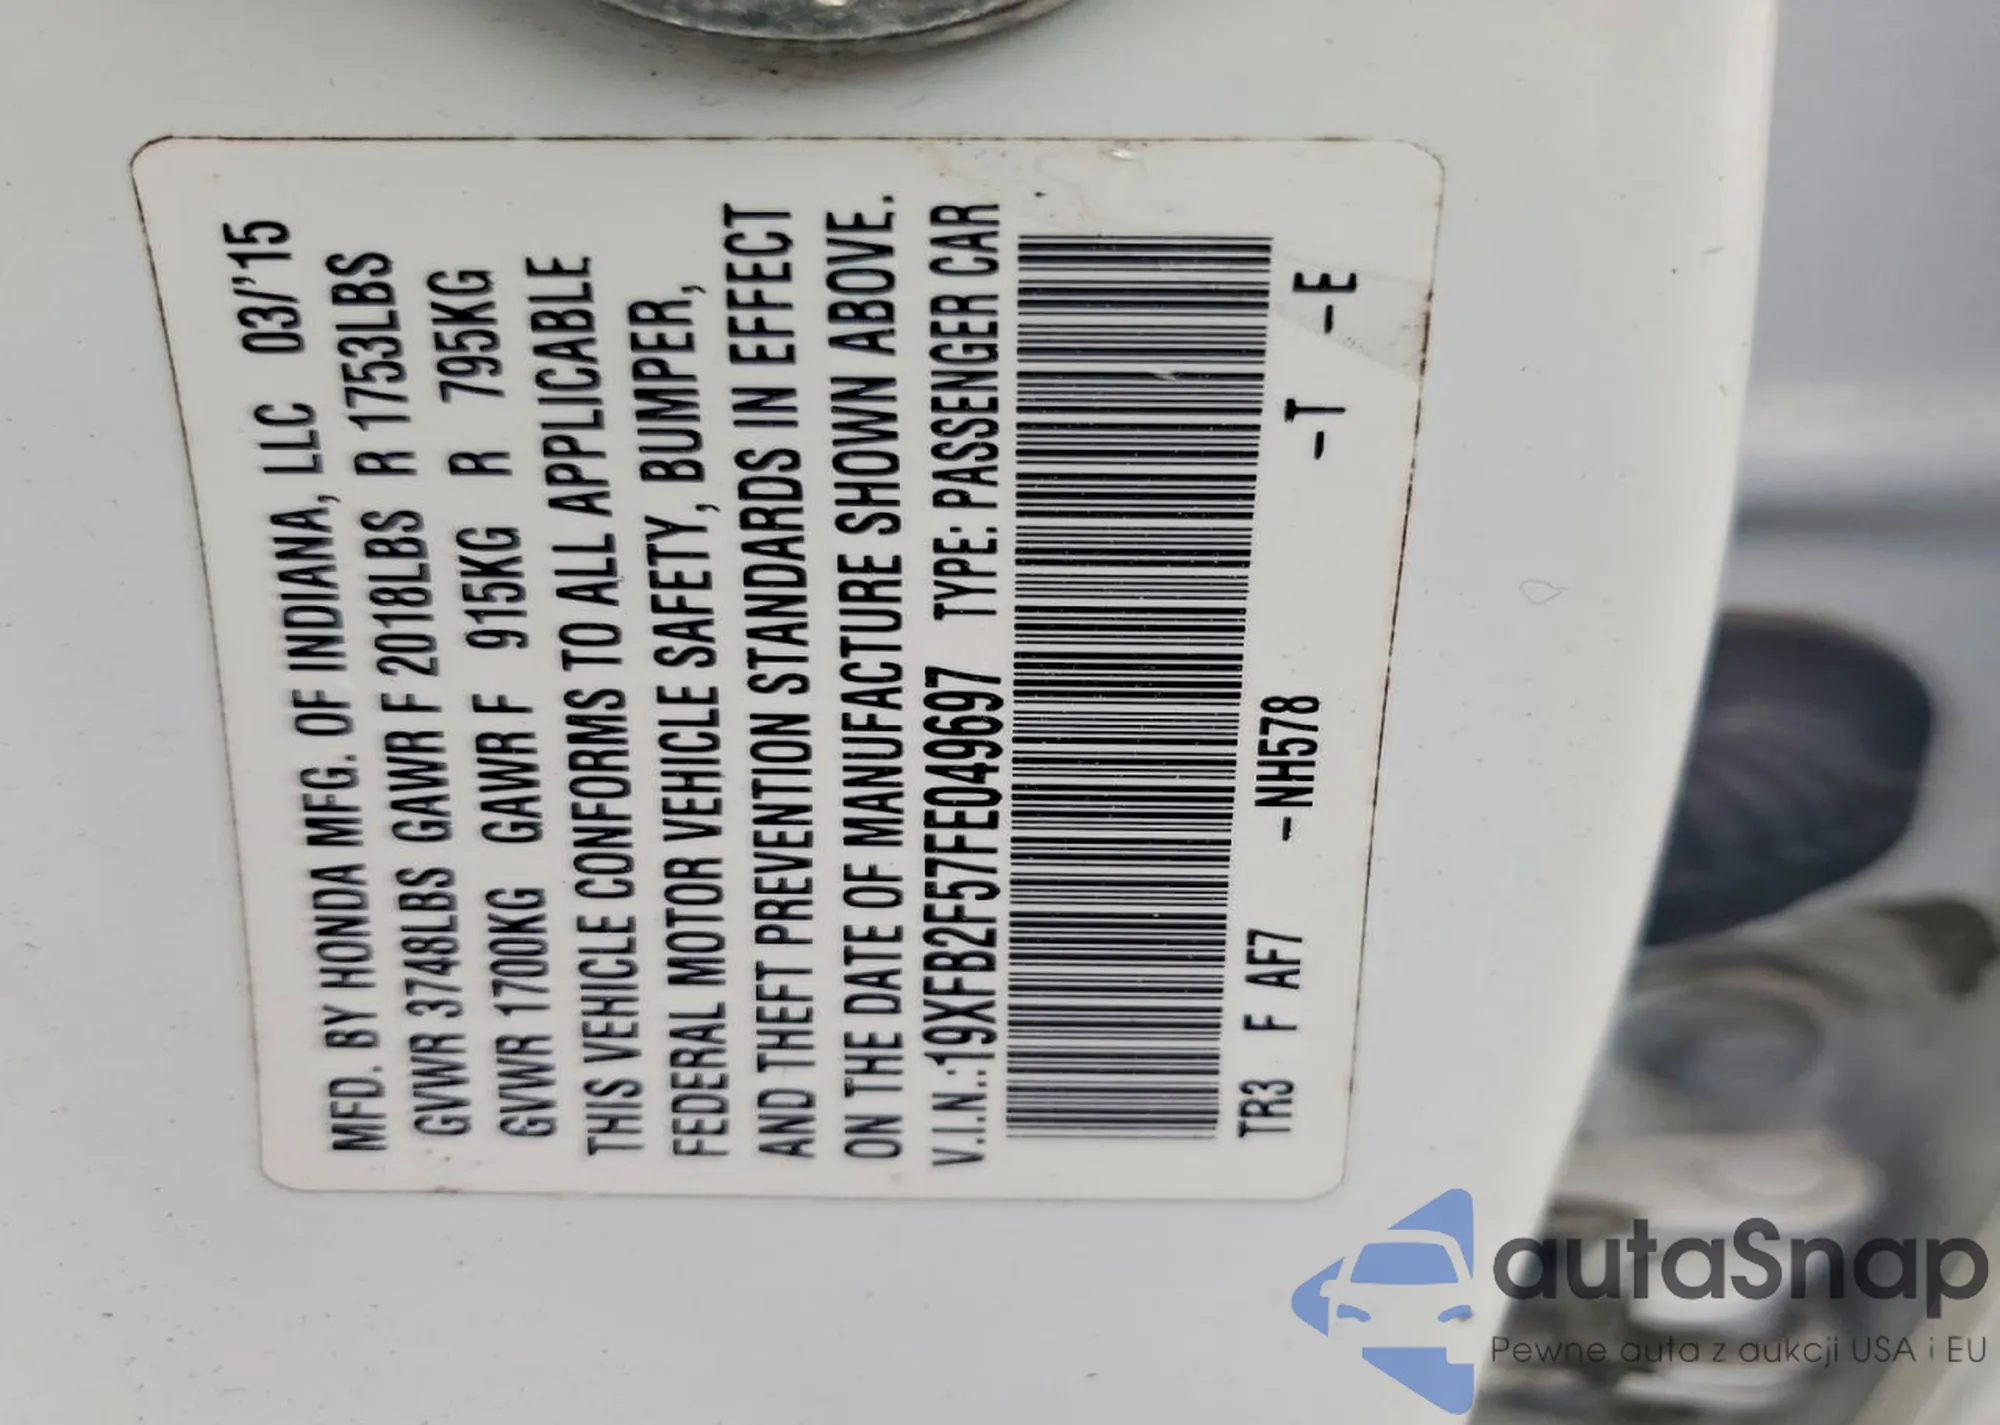 MFD. BY HONDA MFG. OF INDIANA, LLC 03/'15
GVWR 3748LBS GAWR F 2018LBS R 1753LBS
GVWR 1700KG GAWR F 915KG R 795KG
THIS VEHICLE CONFORMS TO ALL APPLICABLE
FEDERAL MOTOR VEHICLE SAFETY, BUMPER,
AND THEFT PREVENTION STANDARDS IN EFFECT
ON THE DATE OF MANUFACTURE SHOWN ABOVE.
V.I.N.:19XFB2F57FE049697 TYPE: PASSENGER CAR
TR3 F AF7 -NH578 -T -E
autaSnap
Pewne auta z aukcji USA i EU